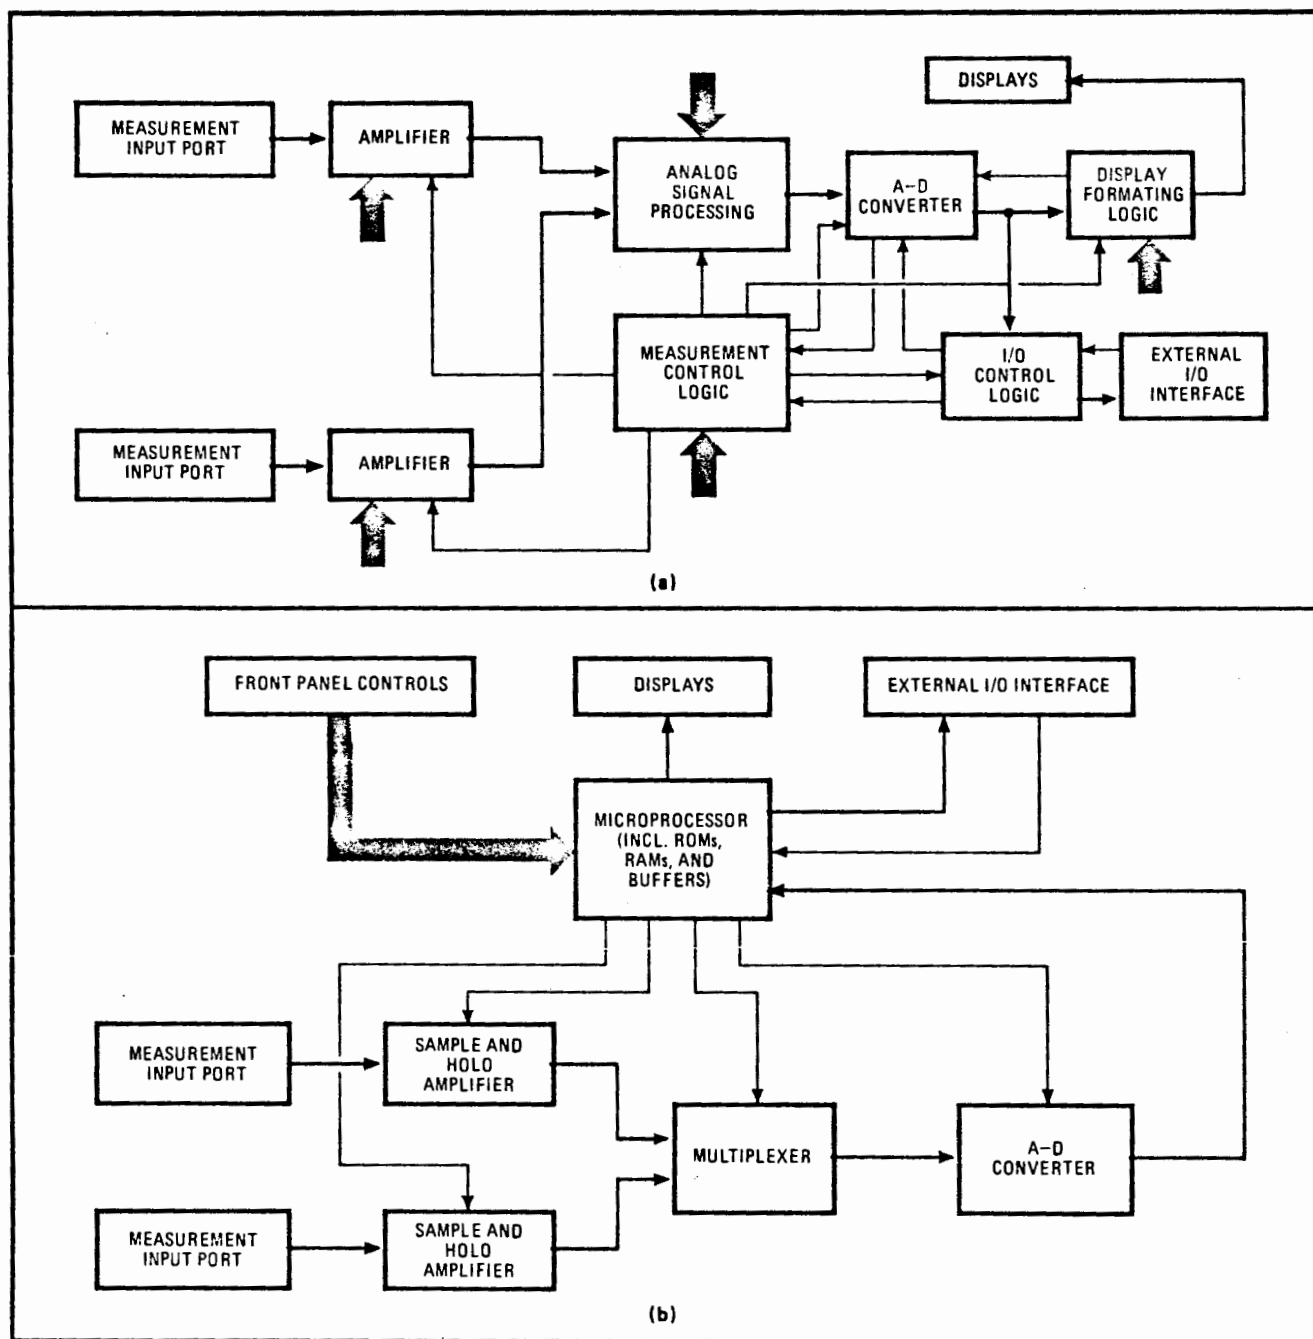 DISPLAYS
MEASUREMENT
INPUT PORT
AMPLIFIER
ANALOG
SIGNAL
PROCESSING
A-D
CONVERTER
DISPLAY
FORMATING
LOGIC
MEASUREMENT
CONTROL
LOGIC
I/O
CONTROL
LOGIC
EXTERNAL
I/O
INTERFACE
MEASUREMENT
INPUT PORT
AMPLIFIER
(a)
FRONT PANEL CONTROLS
DISPLAYS
EXTERNAL I/O INTERFACE
MICROPROCESSOR
(INCL. ROMs,
RAMs, AND
BUFFERS)
MEASUREMENT
INPUT PORT
SAMPLE AND
HOLO
AMPLIFIER
MULTIPLEXER
A-D
CONVERTER
MEASUREMENT
INPUT PORT
SAMPLE AND
HOLO
AMPLIFIER
(b)